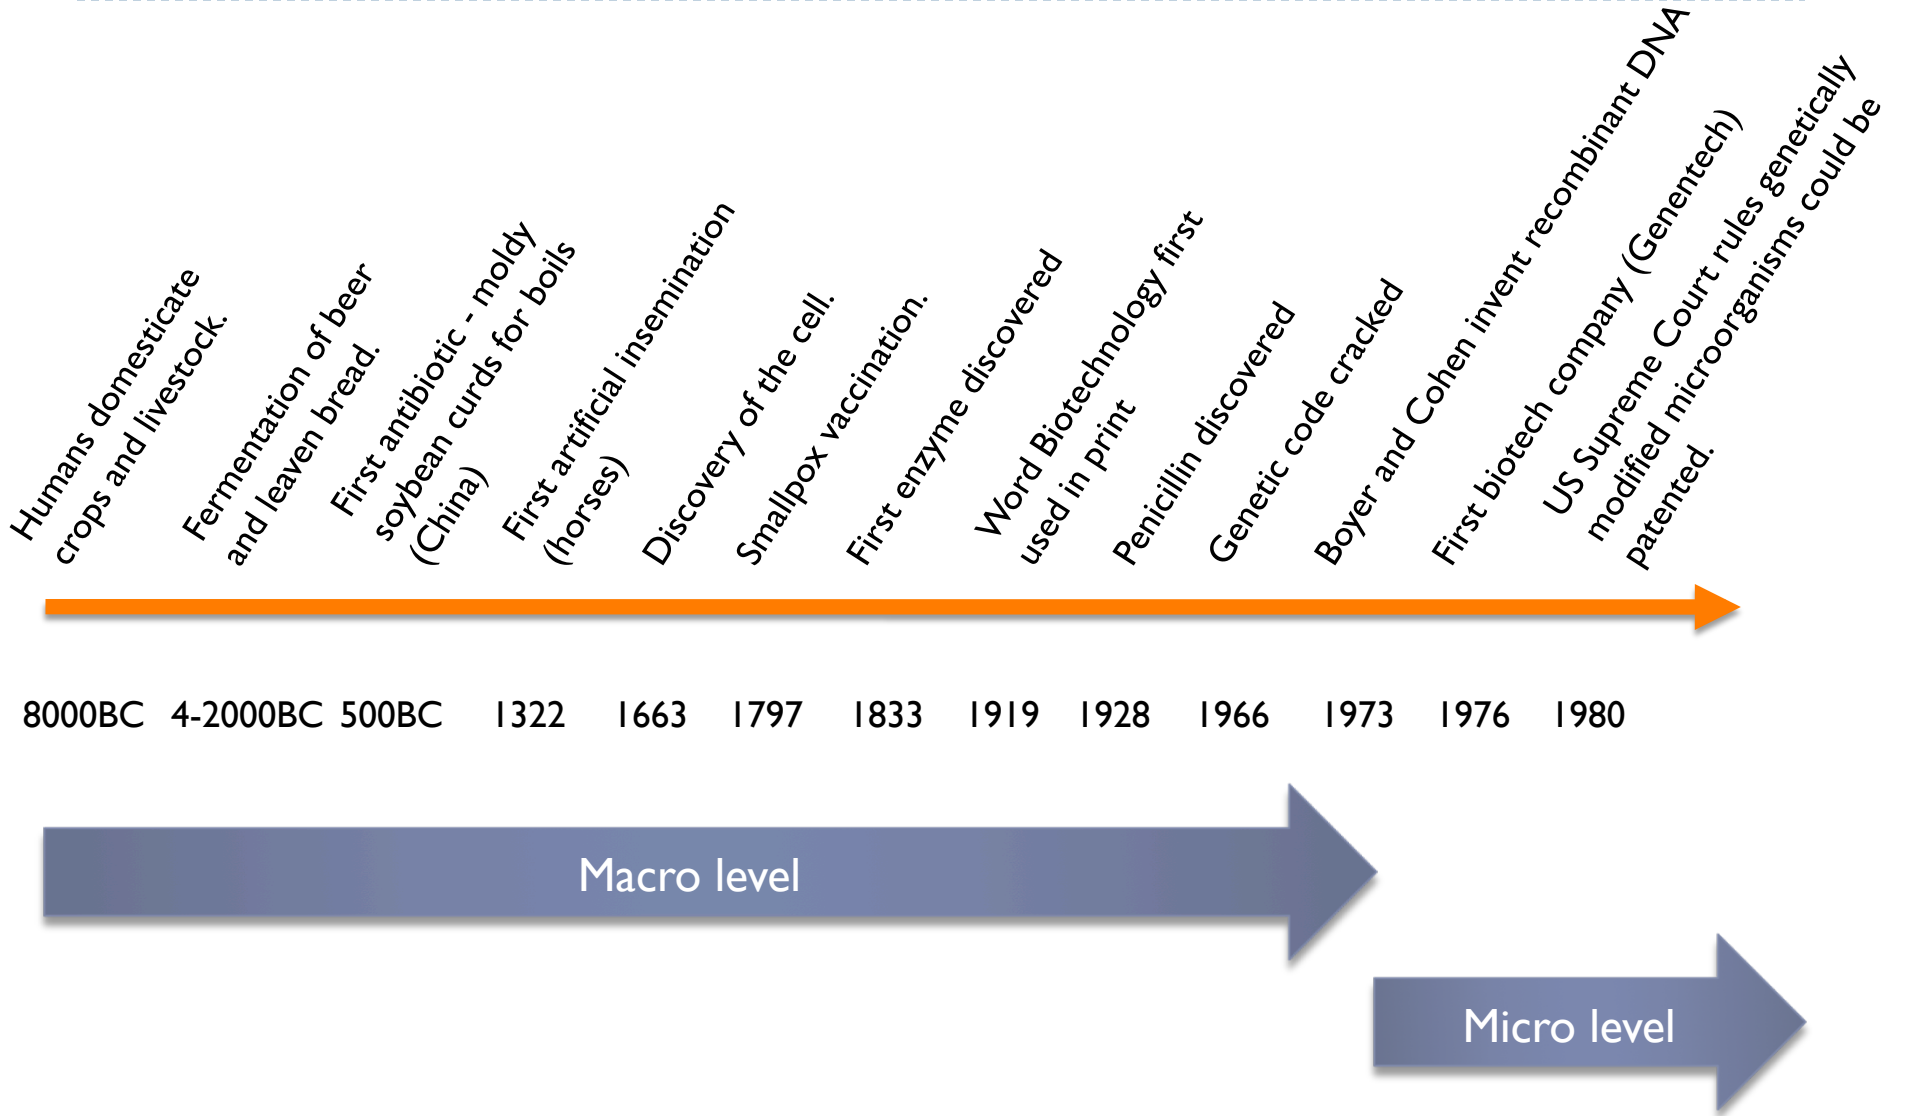 Humans domesticate
crops and livestock.
Fermentation of beer
and leaven bread.
First antibiotic - moldy
soybean curds for boils
(China)
First artificial insemination
(horses)
Discovery of the cell.
Smallpox vaccination.
First enzyme discovered
Word Biotechnology first
used in print
Penicillin discovered
Genetic code cracked
Boyer and Cohen invent recombinant DNA
First biotech company (Genentech)
US Supreme Court rules genetically
modified microorganisms could be
patented.
8000BC 4-2000BC 500BC 1322 1663 1797 1833 1919 1928 1966 1973 1976 1980
Macro level
Micro level